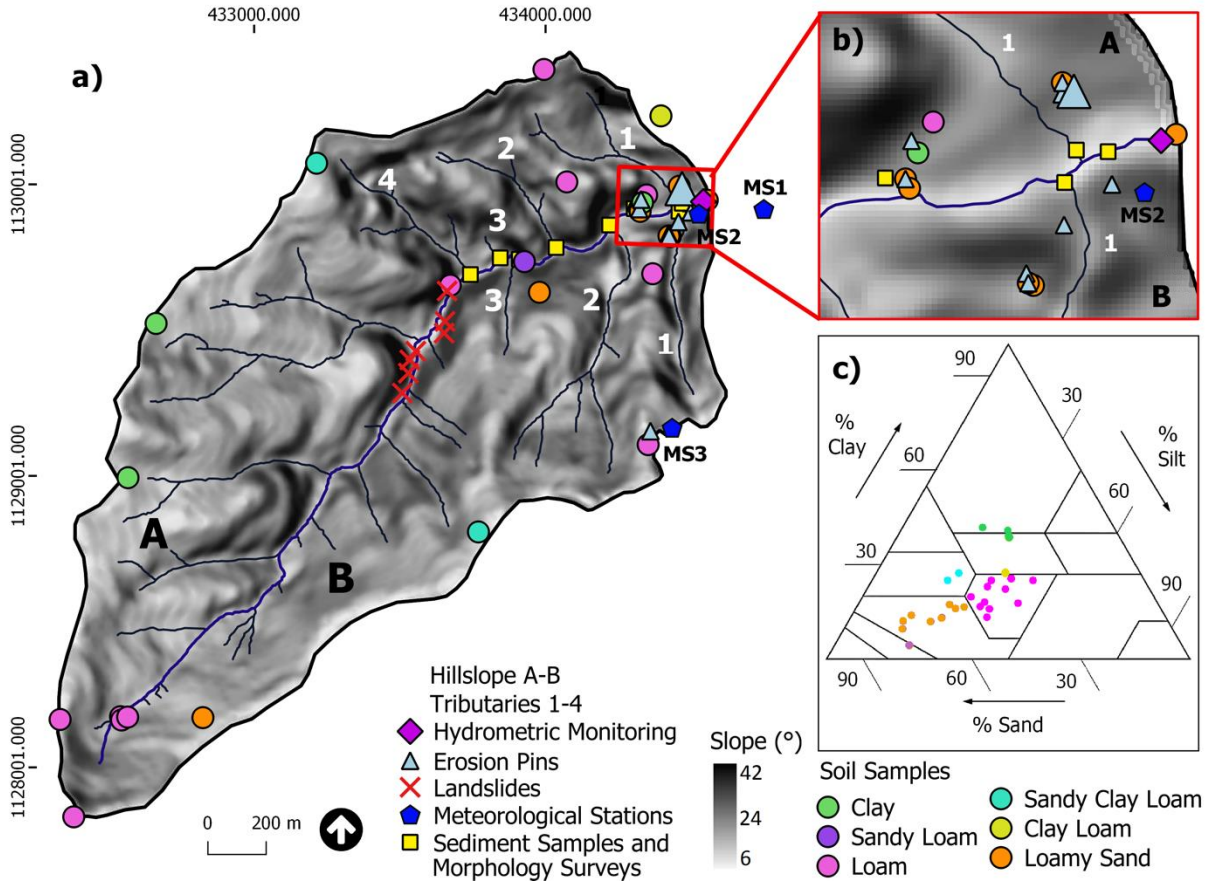 433000.000
434000.000
a)
1130001.000
1129001.000
1128001.000
1
2
3
4
3
2
1
A
B
MS1
MS2
MS3
Hillslope A-B
Tributaries 1-4
Hydrometric Monitoring
Erosion Pins
Landslides
Meteorological Stations
Sediment Samples and
Morphology Surveys
0 200 m
Slope (°)
42
24
6
b)
1
A
MS2
1
B
c)
90
30
% Clay
% Silt
60
60
30
90
90
60
30
% Sand
Soil Samples
Clay
Sandy Loam
Loam
Sandy Clay Loam
Clay Loam
Loamy Sand